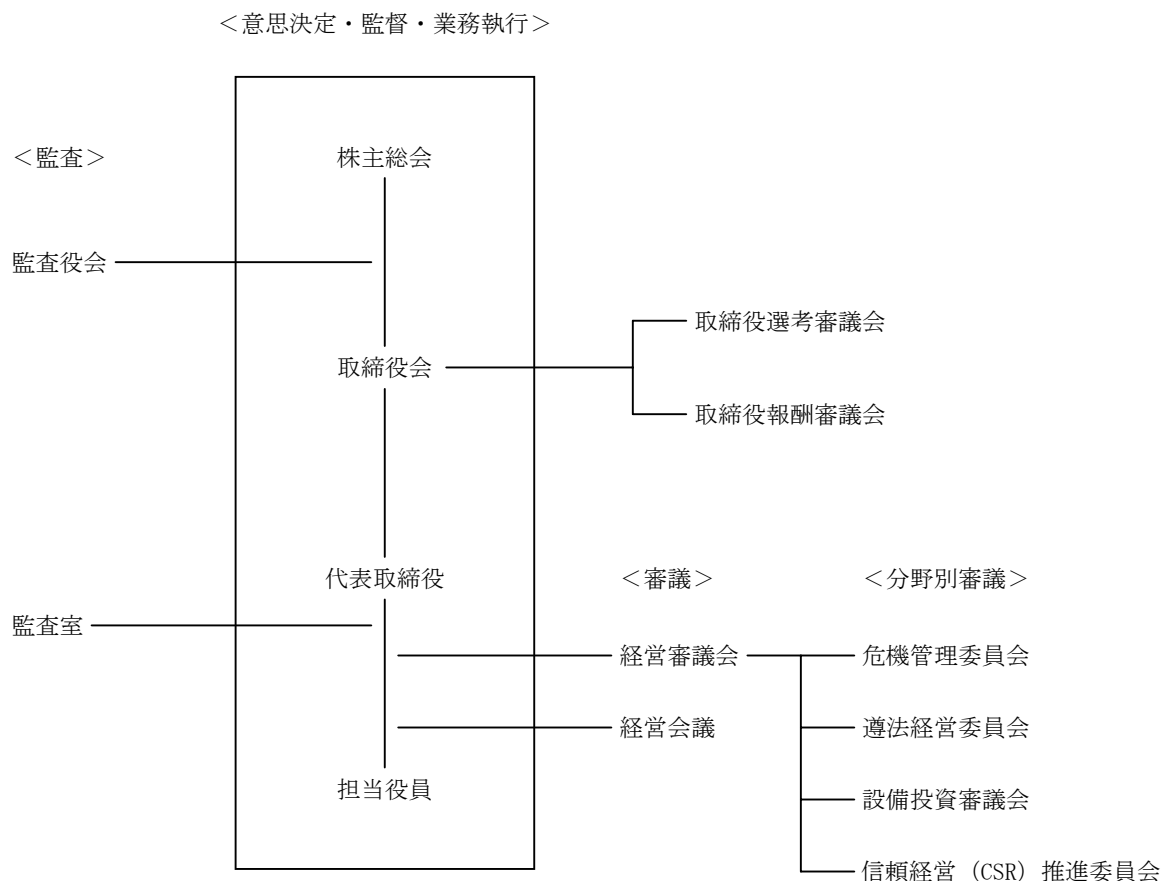 <意思決定・監督・業務執行>
<監査>
株主総会
監査役会
取締役選考審議会
取締役会
取締役報酬審議会
代表取締役
<審議>
<分野別審議>
監査室
経営審議会
危機管理委員会
経営会議
遵法経営委員会
担当役員
設備投資審議会
信頼経営(CSR)推進委員会